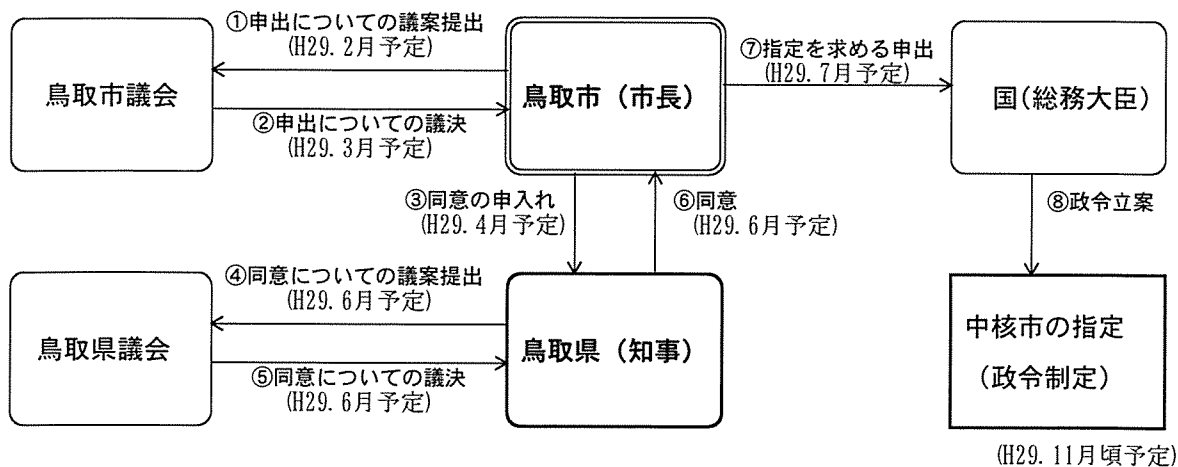 ①申出についての議案提出
(H29. 2月予定)
鳥取市議会
②申出についての議決
(H29. 3月予定)
鳥取市（市長）
⑦指定を求める申出
(H29. 7月予定)
国（総務大臣）
③同意の申入れ
(H29. 4月予定)
⑥同意
(H29. 6月予定)
⑧政令立案
④同意についての議案提出
(H29. 6月予定)
鳥取県議会
⑤同意についての議決
(H29. 6月予定)
鳥取県（知事）
中核市の指定
（政令制定）
(H29. 11月頃予定)